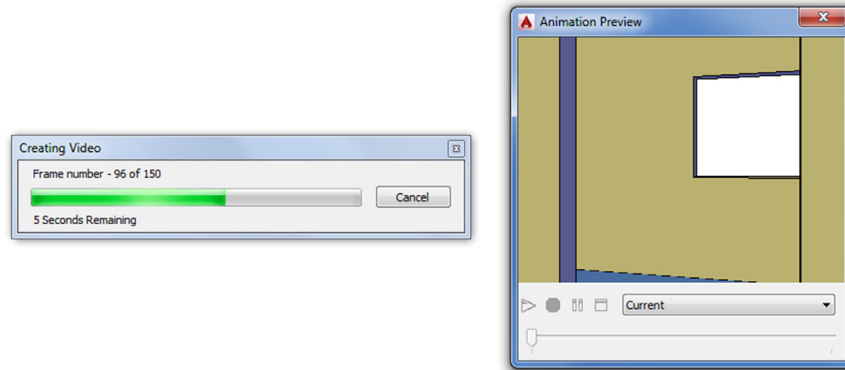 Creating Video
Frame number - 96 of 150
Cancel
5 Seconds Remaining
Animation Preview
Current